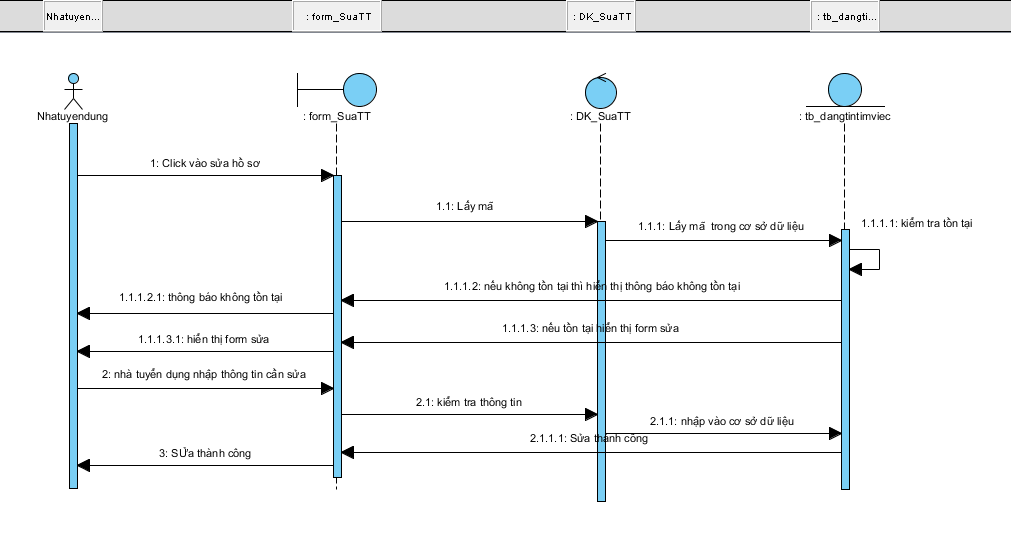 Nhatuyen...
: form_SuaTT
: DK_SuaTT
: tb_dangti...
Nhatuyendung
: form_SuaTT
: DK_SuaTT
: tb_dangtintimviec
1: Click vào sửa hồ sơ
1.1: Lấy mã
1.1.1: Lấy mã trong cơ sở dữ liệu
1.1.1.1: kiểm tra tồn tại
1.1.1.2: nếu không tồn tại thì hiển thị thông báo không tồn tại
1.1.1.2.1: thông báo không tồn tại
1.1.1.3: nếu tồn tại hiển thị form sửa
1.1.1.3.1: hiển thị form sửa
2: nhà tuyển dụng nhập thông tin cần sửa
2.1: kiểm tra thông tin
2.1.1: nhập vào cơ sở dữ liệu
2.1.1.1: Sửa thành công
3: SỬa thành công